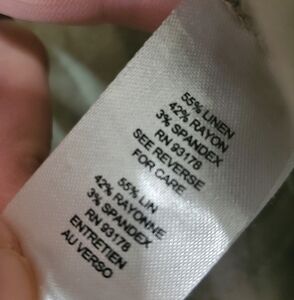 55% LINEN
42% RAYON
3% SPANDEX
RN 93178
SEE REVERSE
FOR CARE
55% LIN
42% RAYONNE
3% SPANDEX
RN 93178
ENTRETIEN
AU VERSO